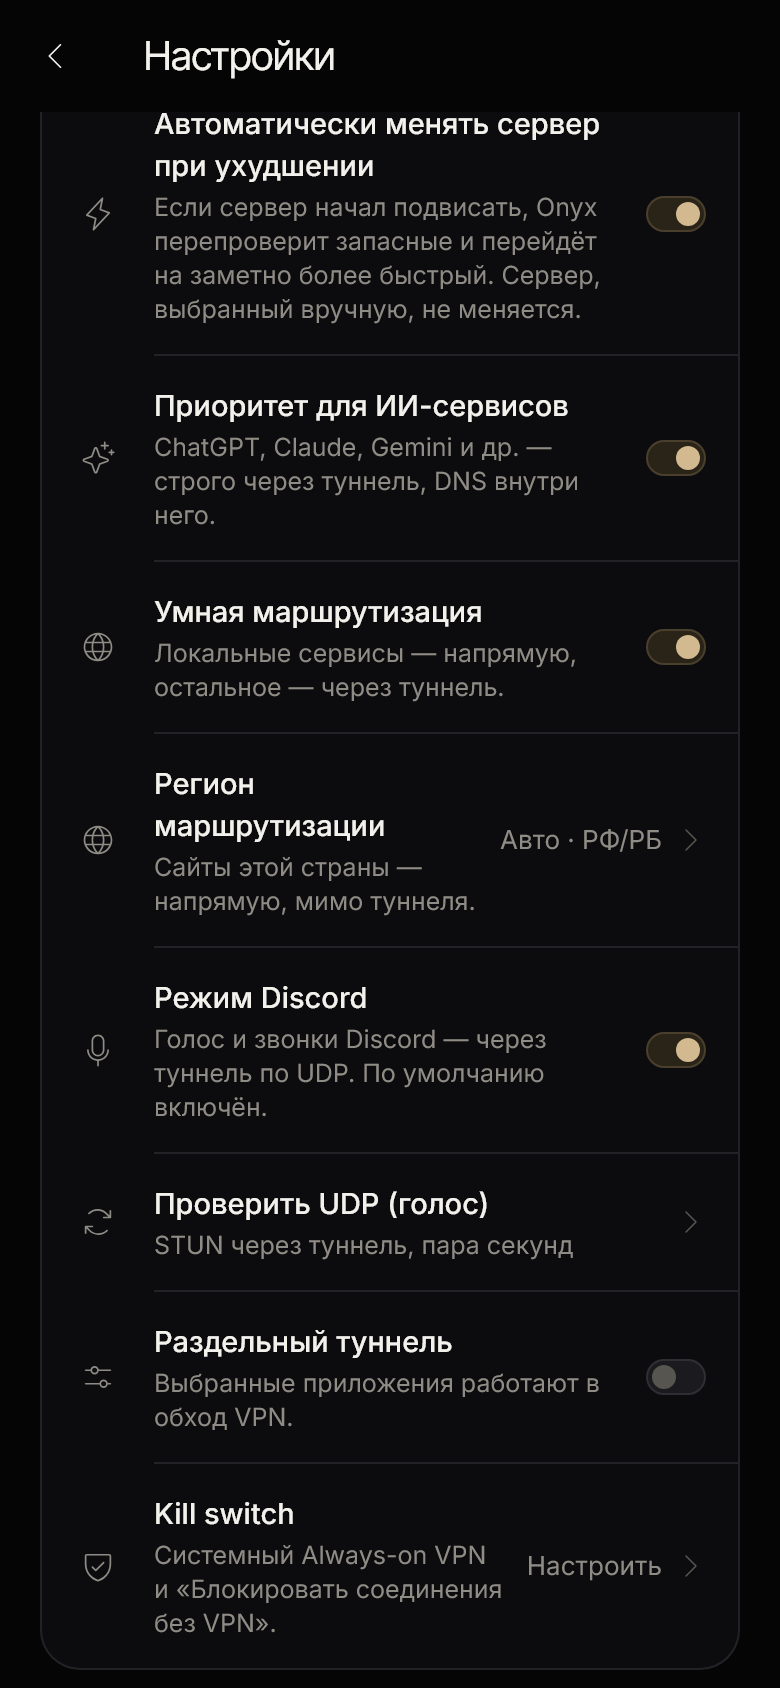 Настройки
Автоматически менять сервер
при ухудшении
Если сервер начал подвисать, Onyx
перепроверит запасные и перейдёт
на заметно более быстрый. Сервер,
выбранный вручную, не меняется.
Приоритет для ИИ-сервисов
ChatGPT, Claude, Gemini и др. —
строго через туннель, DNS внутри
него.
Умная маршрутизация
Локальные сервисы — напрямую,
остальное — через туннель.
Регион
маршрутизации
Авто · РФ/РБ
Сайты этой страны —
напрямую, мимо туннеля.
Режим Discord
Голос и звонки Discord — через
туннель по UDP. По умолчанию
включён.
Проверить UDP (голос)
STUN через туннель, пара секунд
Раздельный туннель
Выбранные приложения работают в
обход VPN.
Kill switch
Системный Always-on VPN
и «Блокировать соединения
без VPN».
Настроить